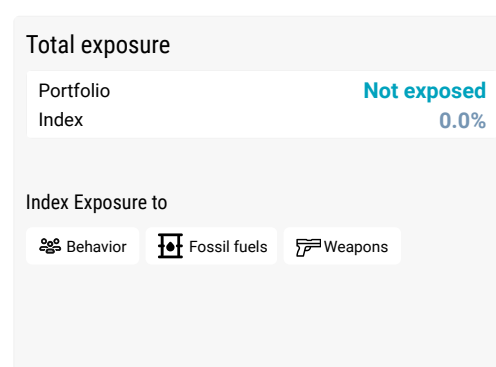 Total exposure
Portfolio Not exposed
Index 0.0%
Index Exposure to
Behavior Fossil fuels Weapons